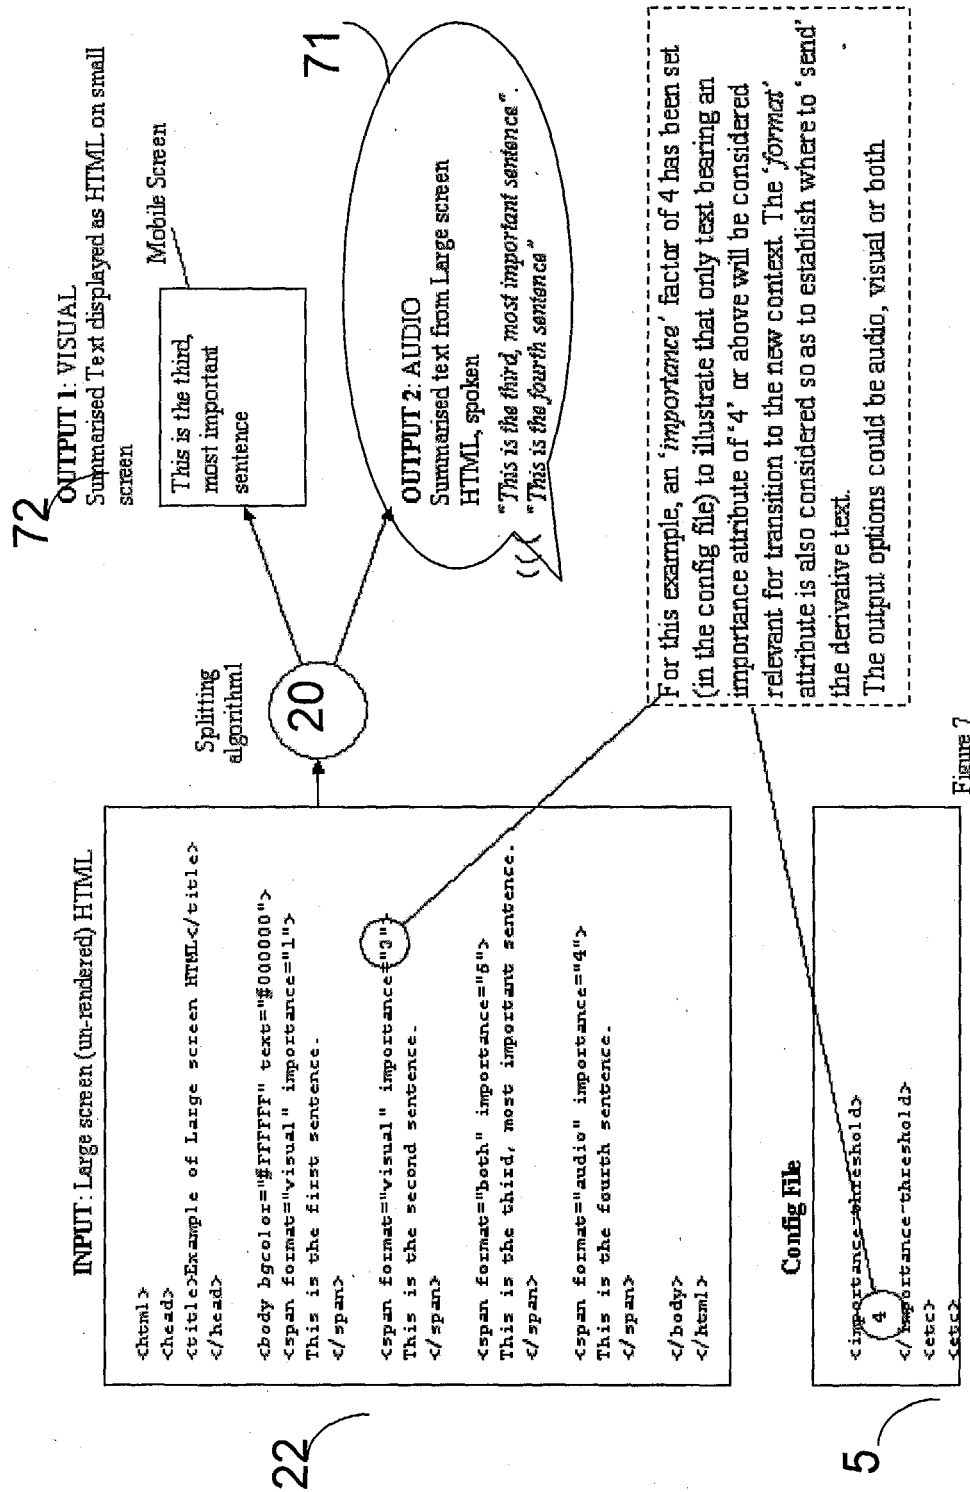 INPUT: Large screen (un-rendered) HTML
<html>
<head>
<title>Example of Large screen HTML</title>
</head>
<body bgcolor="#FFFFFF" text="#000000">
<span format="visual" importance="1">
This is the first sentence.
</span>
<span format="visual" importance="3">
This is the second sentence.
</span>
<span format="both" importance="5">
This is the third, most important sentence.
</span>
<span format="audio" importance="4">
This is the fourth sentence.
</span>
</body>
</html>
22
Config File
<importance-threshold>
4
</importance-threshold>
<etc>
<etc>
5
Splitting
algorithml
20
72
OUTPUT 1: VISUAL
Summarised Text displayed as HTML on small
screen
Mobile Screen
This is the third,
most important
sentence
71
OUTPUT 2: AUDIO
Summarised text from Large screen
HTML, spoken
"This is the third, most important sentence".
"This is the fourth sentence"
For this example, an 'importance' factor of 4 has been set
(in the config file) to illustrate that only text bearing an
importance attribute of '4' or above will be considered
relevant for transition to the new context. The 'format'
attribute is also considered so as to establish where to 'send'
the derivative text.
The output options could be audio, visual or both
Figure 7